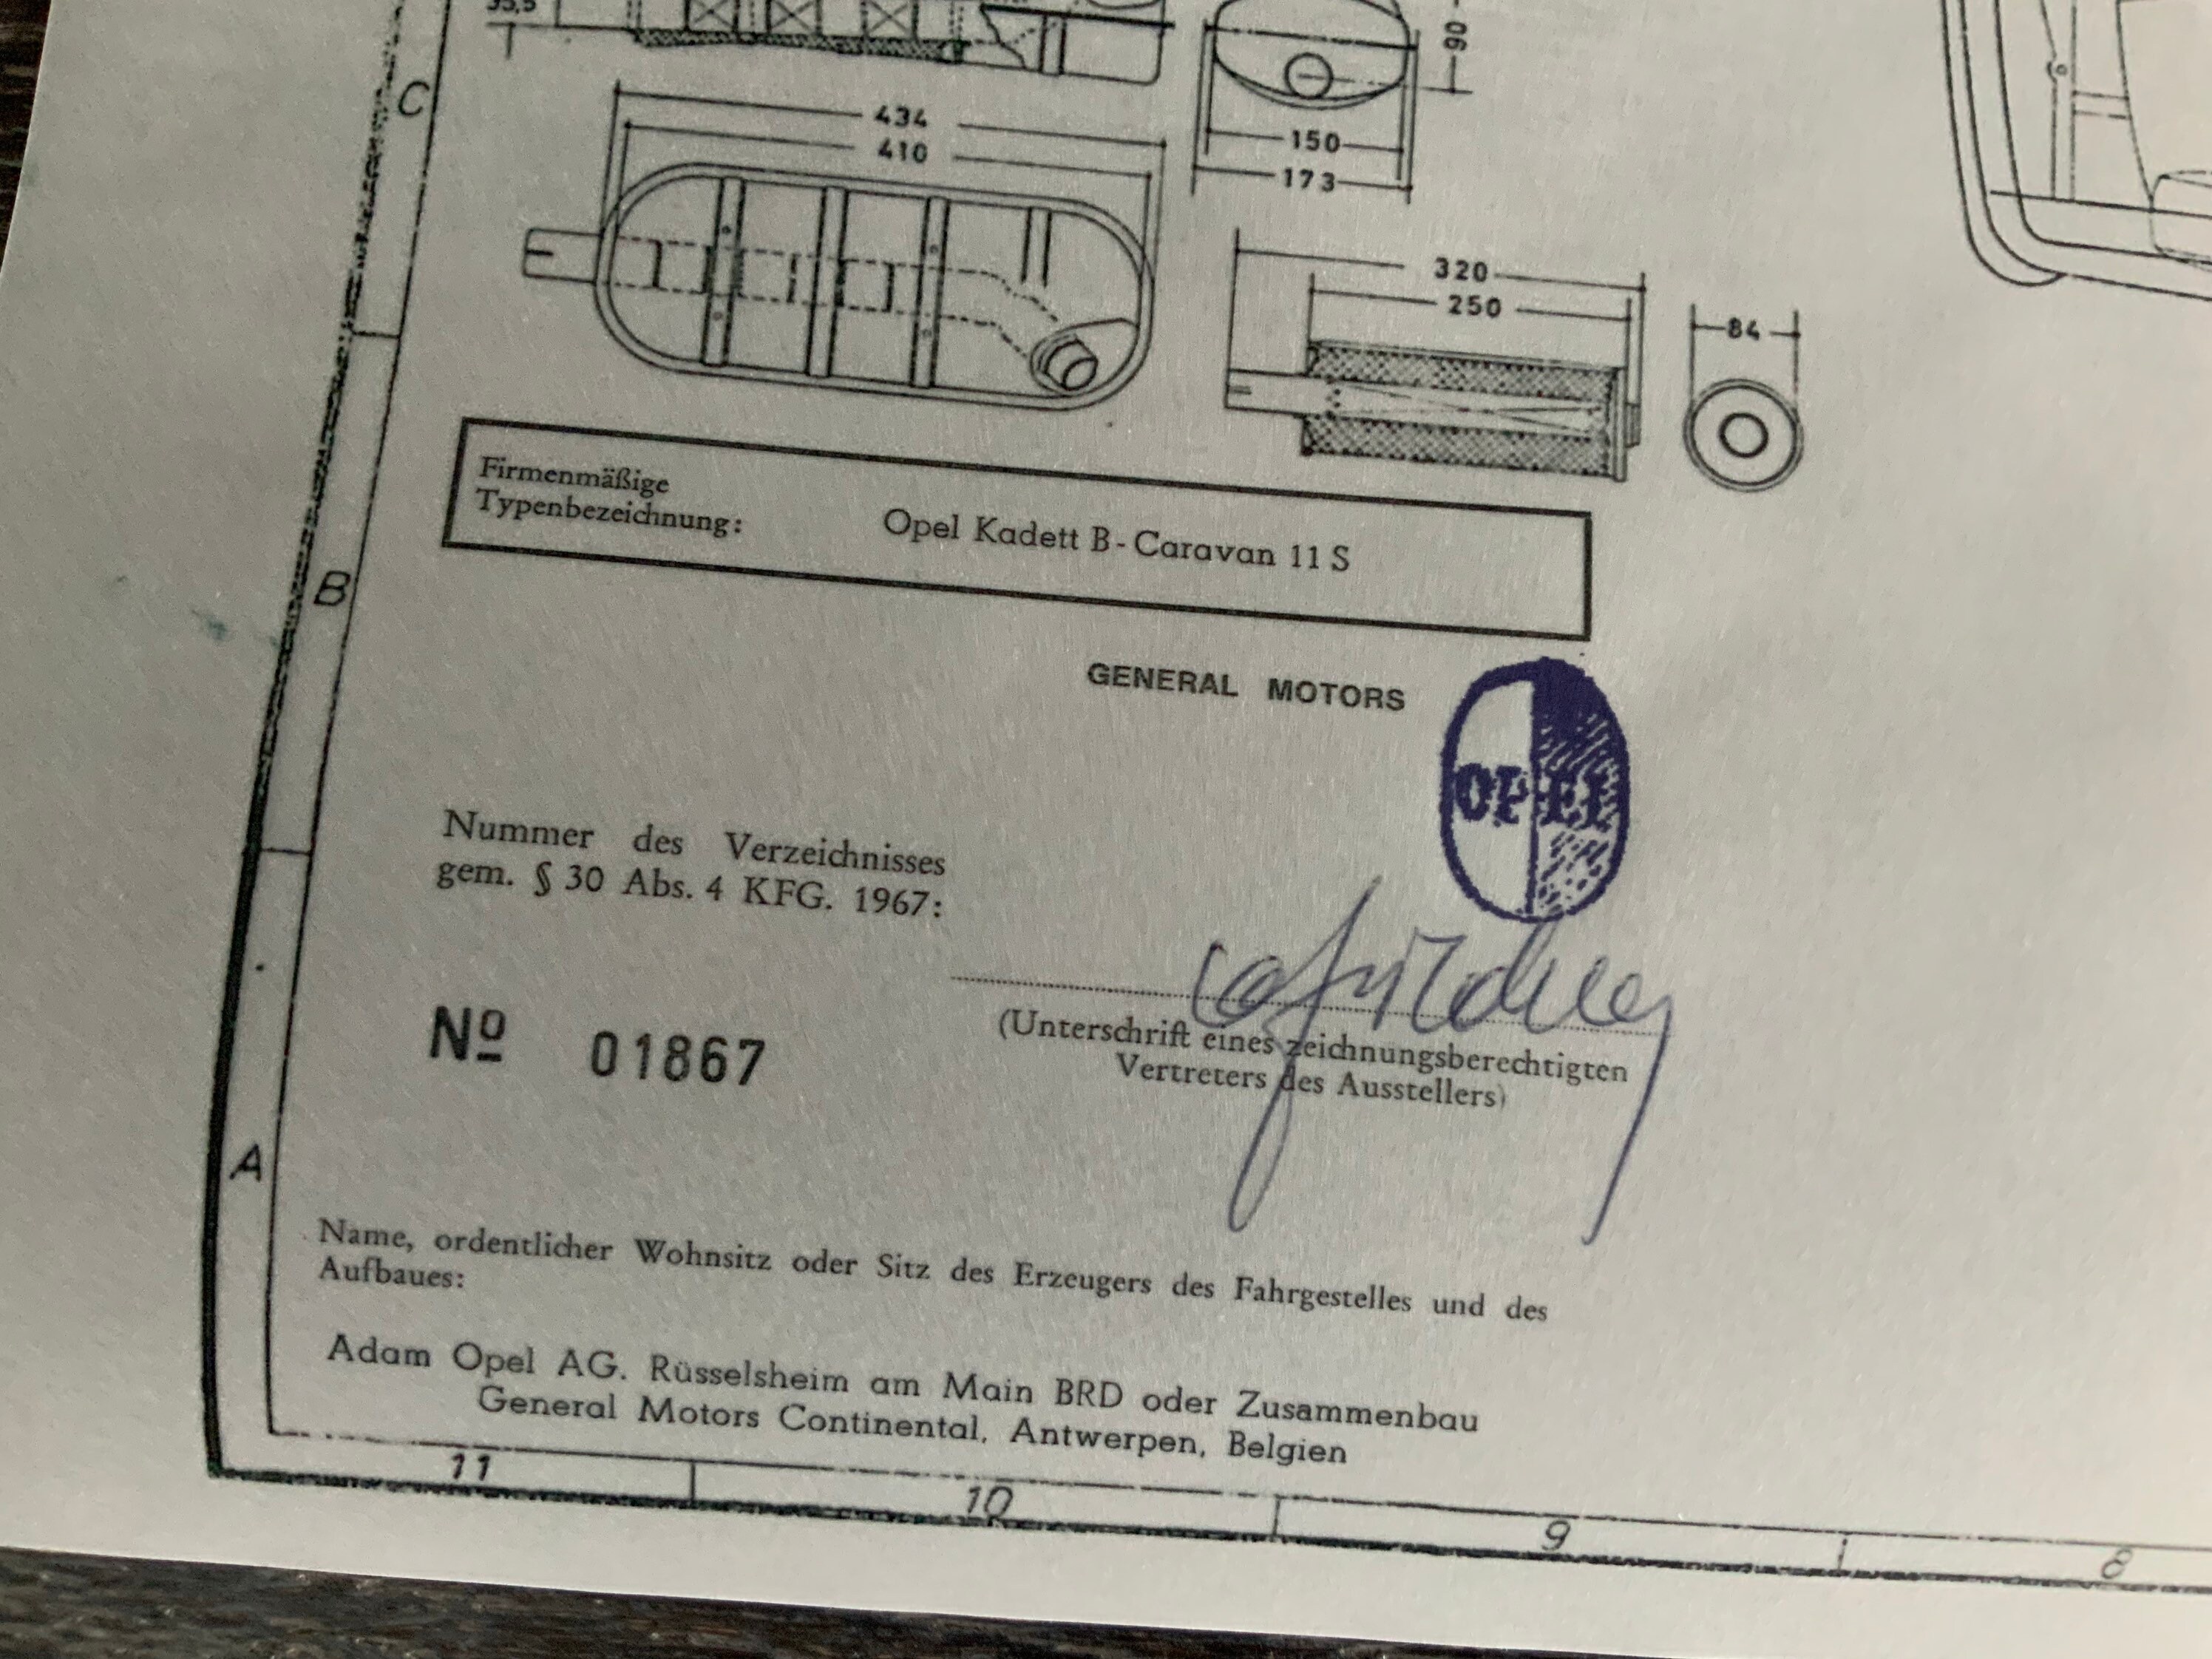 35,5
C
434
410
90
150
173
320
250
84
Firmenmäßige
Typenbezeichnung:
Opel Kadett B - Caravan 11 S
B
GENERAL MOTORS
OPEL
Nummer des Verzeichnisses
gem. § 30 Abs. 4 KFG. 1967:
Nº 01867
(Unterschrift eines zeichnungsberechtigten
Vertreters des Ausstellers)
A
Name, ordentlicher Wohnsitz oder Sitz des Erzeugers des Fahrgestelles und des
Aufbaues:
Adam Opel AG. Rüsselsheim am Main BRD oder Zusammenbau
General Motors Continental, Antwerpen, Belgien
11
10
9
8